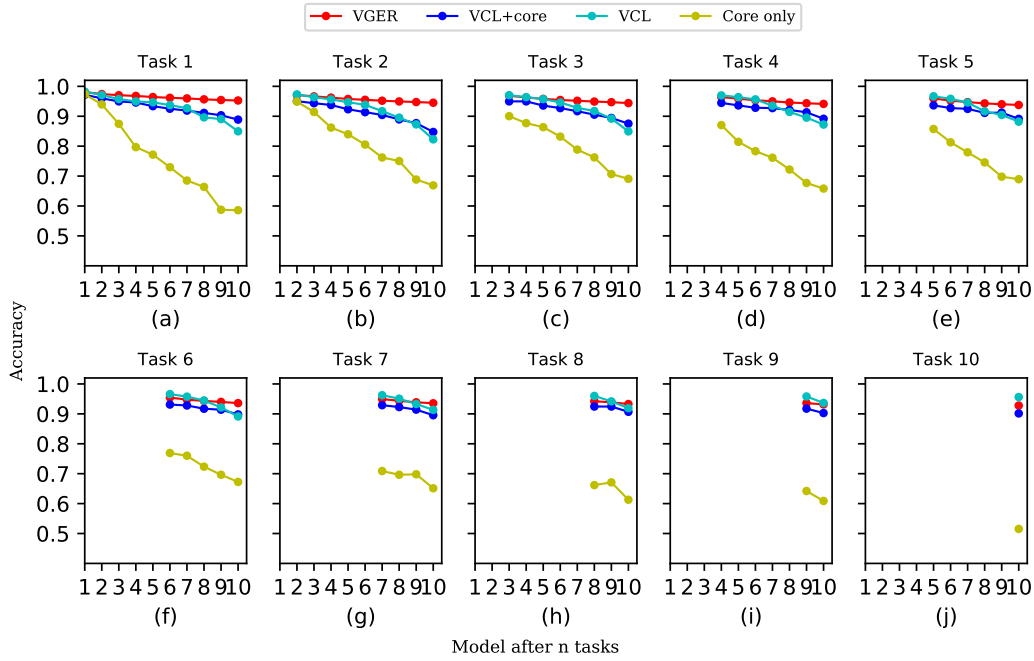 VGER VCL+core VCL Core only
Task 1 Task 2 Task 3 Task 4 Task 5
1.0
0.9
0.8
0.7
0.6
0.5
1 2 3 4 5 6 7 8 9 10 1 2 3 4 5 6 7 8 9 10 1 2 3 4 5 6 7 8 9 10 1 2 3 4 5 6 7 8 9 10 1 2 3 4 5 6 7 8 9 10
(a) (b) (c) (d) (e)
Accuracy
Task 6 Task 7 Task 8 Task 9 Task 10
1.0
0.9
0.8
0.7
0.6
0.5
1 2 3 4 5 6 7 8 9 10 1 2 3 4 5 6 7 8 9 10 1 2 3 4 5 6 7 8 9 10 1 2 3 4 5 6 7 8 9 10 1 2 3 4 5 6 7 8 9 10
(f) (g) (h) (i) (j)
Model after n tasks